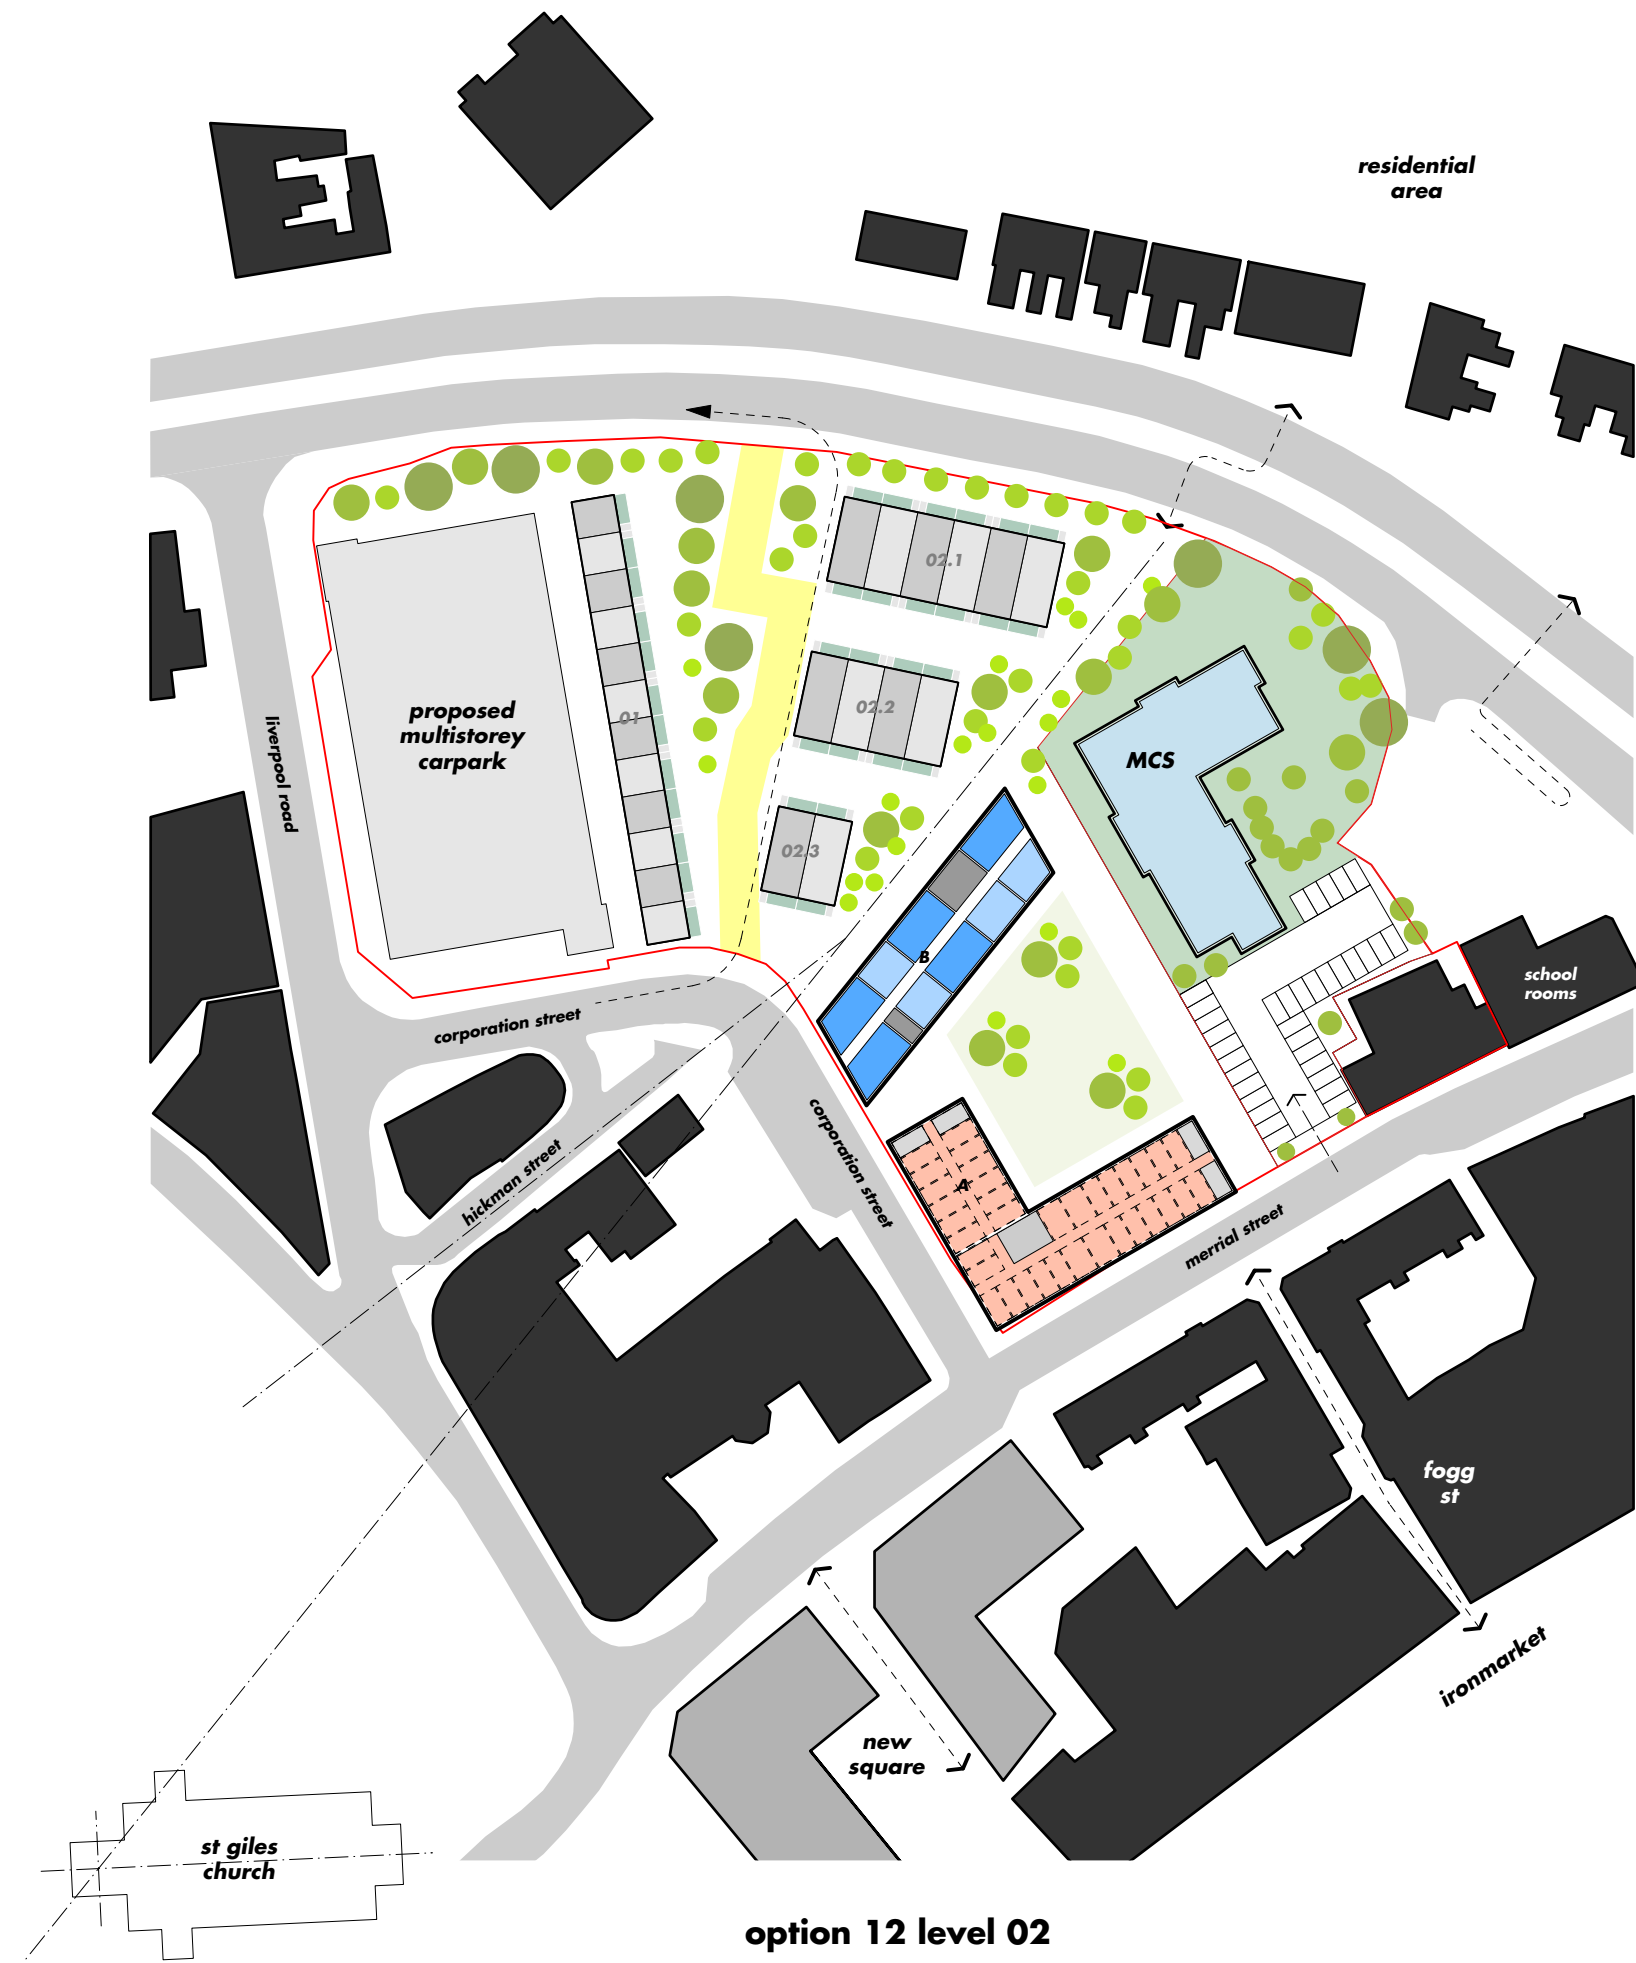 residential
area
02.1
02.2
01
proposed
multistorey
carpark
MCS
liverpool road
02.3
B
school
rooms
corporation street
corporation street
hickman street
A
merrial street
fogg
st
ironmarket
new
square
st giles
church
option 12 level 02